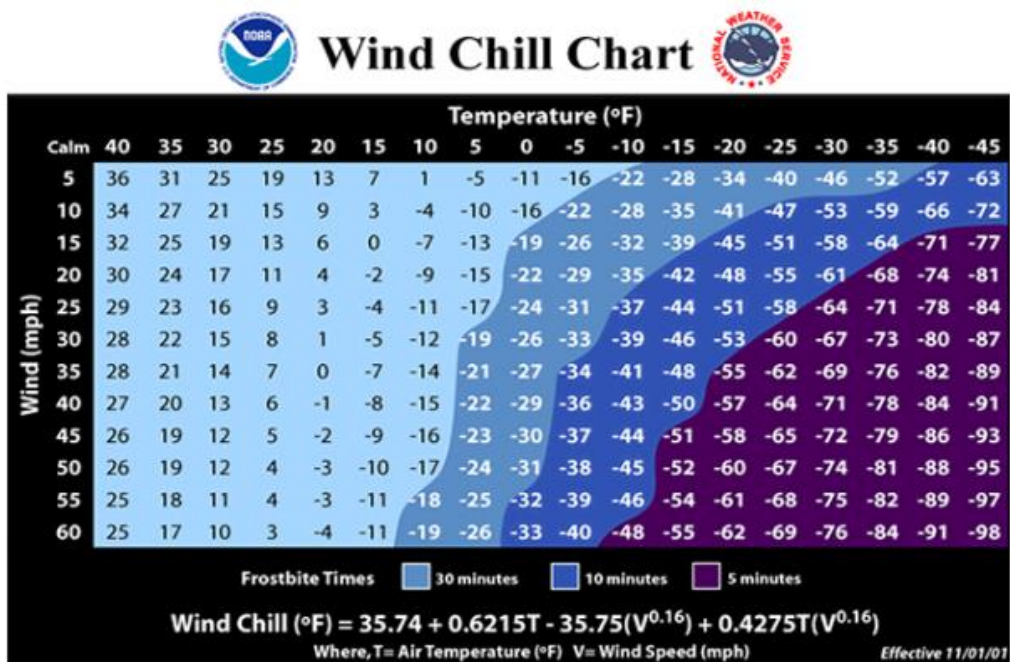 NOAA
Wind Chill Chart
NATIONAL WEATHER SERVICE
Temperature (ºF)
Calm 40 35 30 25 20 15 10 5 0 -5 -10 -15 -20 -25 -30 -35 -40 -45
5 36 31 25 19 13 7 1 -5 -11 -16 -22 -28 -34 -40 -46 -52 -57 -63
10 34 27 21 15 9 3 -4 -10 -16 -22 -28 -35 -41 -47 -53 -59 -66 -72
15 32 25 19 13 6 0 -7 -13 -19 -26 -32 -39 -45 -51 -58 -64 -71 -77
20 30 24 17 11 4 -2 -9 -15 -22 -29 -35 -42 -48 -55 -61 -68 -74 -81
25 29 23 16 9 3 -4 -11 -17 -24 -31 -37 -44 -51 -58 -64 -71 -78 -84
30 28 22 15 8 1 -5 -12 -19 -26 -33 -39 -46 -53 -60 -67 -73 -80 -87
35 28 21 14 7 0 -7 -14 -21 -27 -34 -41 -48 -55 -62 -69 -76 -82 -89
40 27 20 13 6 -1 -8 -15 -22 -29 -36 -43 -50 -57 -64 -71 -78 -84 -91
45 26 19 12 5 -2 -9 -16 -23 -30 -37 -44 -51 -58 -65 -72 -79 -86 -93
50 26 19 12 4 -3 -10 -17 -24 -31 -38 -45 -52 -60 -67 -74 -81 -88 -95
55 25 18 11 4 -3 -11 -18 -25 -32 -39 -46 -54 -61 -68 -75 -82 -89 -97
60 25 17 10 3 -4 -11 -19 -26 -33 -40 -48 -55 -62 -69 -76 -84 -91 -98
Wind (mph)
Frostbite Times 30 minutes 10 minutes 5 minutes
Wind Chill (ºF) = 35.74 + 0.6215T - 35.75(V^0.16) + 0.4275T(V^0.16)
Where, T= Air Temperature (ºF) V= Wind Speed (mph)
Effective 11/01/01